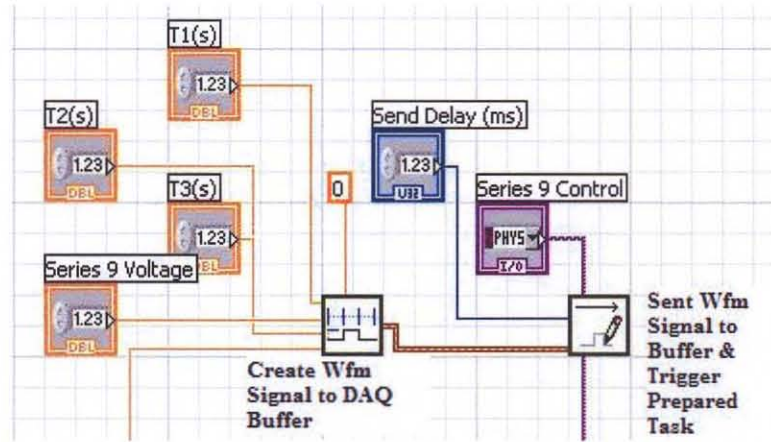 T1(s)
1.23
DBL
T2(s)
1.23
DBL
T3(s)
1.23
DBL
Series 9 Voltage
1.23
DBL
0
Send Delay (ms)
1.23
U32
Series 9 Control
PHYS
I/O
Create Wfm
Signal to DAQ
Buffer
Sent Wfm
Signal to
Buffer &
Trigger
Prepared
Task